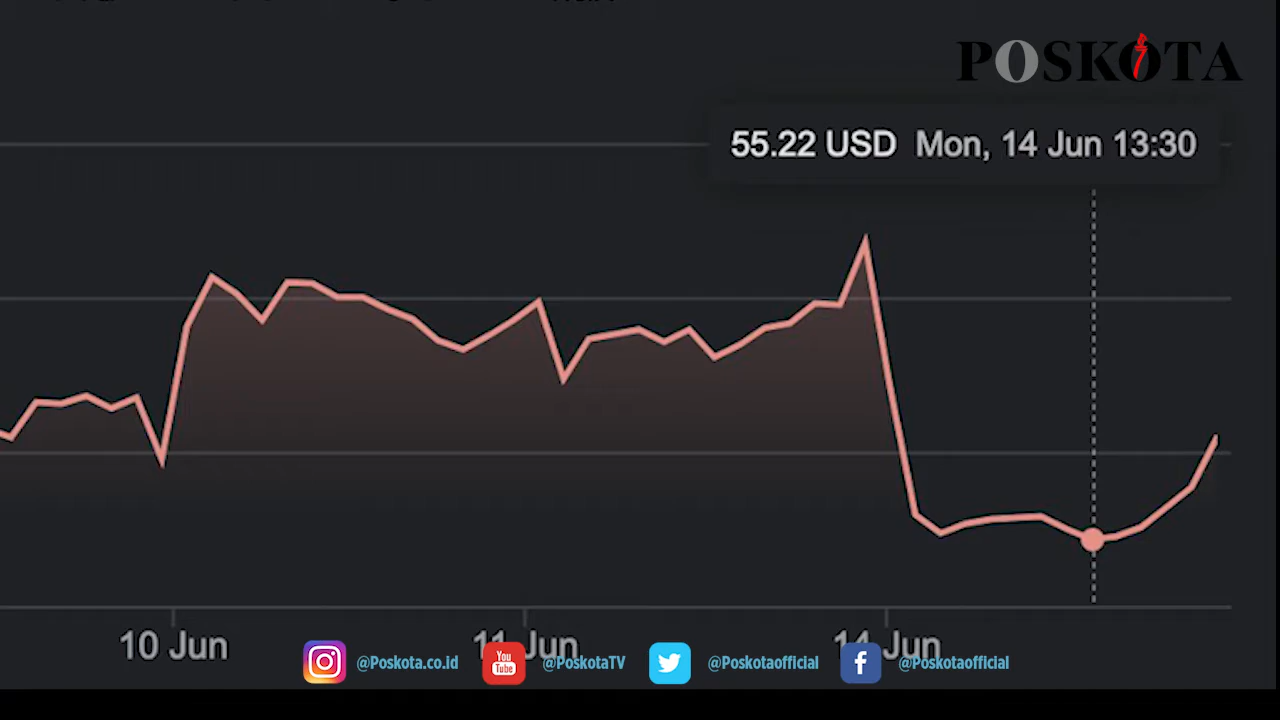 POSKOTA
55.22 USD Mon, 14 Jun 13:30
10 Jun 11 Jun 14 Jun
@Poskota.co.id @PoskotaTV @Poskotaofficial @Poskotaofficial
You
Tube